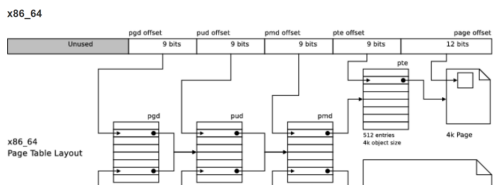 x86_64
pgd offset pud offset pmd offset pte offset page offset
Unused 9 bits 9 bits 9 bits 9 bits 12 bits
pte
pgd pud pmd
512 entries
4k object size
4k Page
x86_64
Page Table Layout